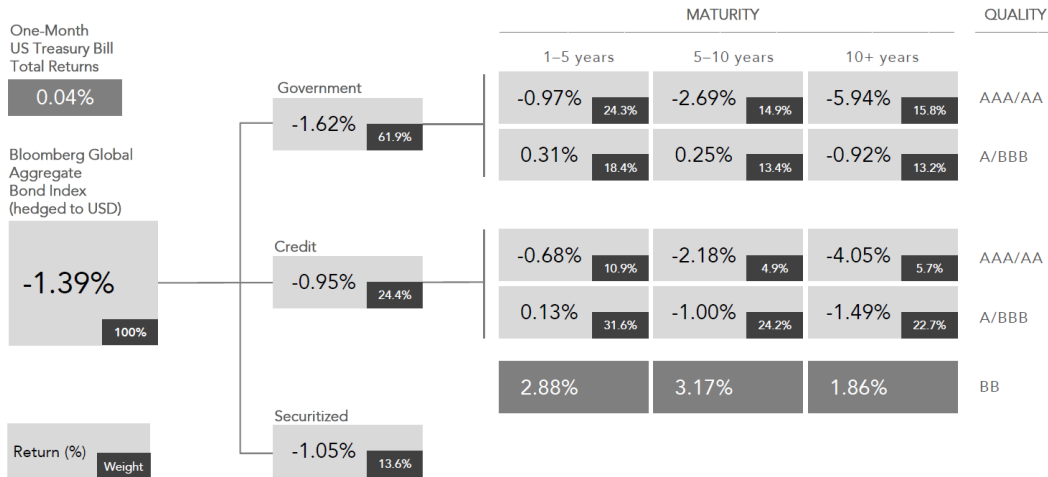 One-Month
US Treasury Bill
Total Returns
0.04%
Bloomberg Global
Aggregate
Bond Index
(hedged to USD)
-1.39%
100%
Return (%)
Weight
Government
-1.62%
61.9%
Credit
-0.95%
24.4%
Securitized
-1.05%
13.6%
MATURITY
QUALITY
1–5 years
5–10 years
10+ years
-0.97% 24.3%
-2.69% 14.9%
-5.94% 15.8%
AAA/AA
0.31% 18.4%
0.25% 13.4%
-0.92% 13.2%
A/BBB
-0.68% 10.9%
-2.18% 4.9%
-4.05% 5.7%
AAA/AA
0.13% 31.6%
-1.00% 24.2%
-1.49% 22.7%
A/BBB
2.88%
3.17%
1.86%
BB